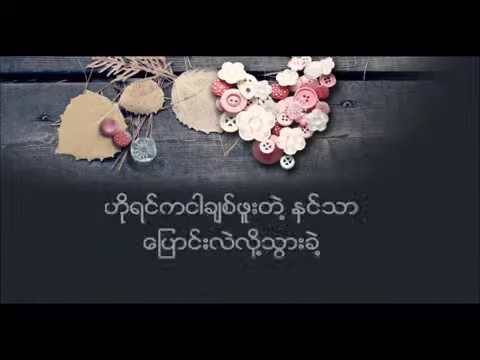 ဟိုရင်ကငါချစ်ဖူးတဲ့ နင်သာ
ပြောင်းလဲလို့သွားခဲ့